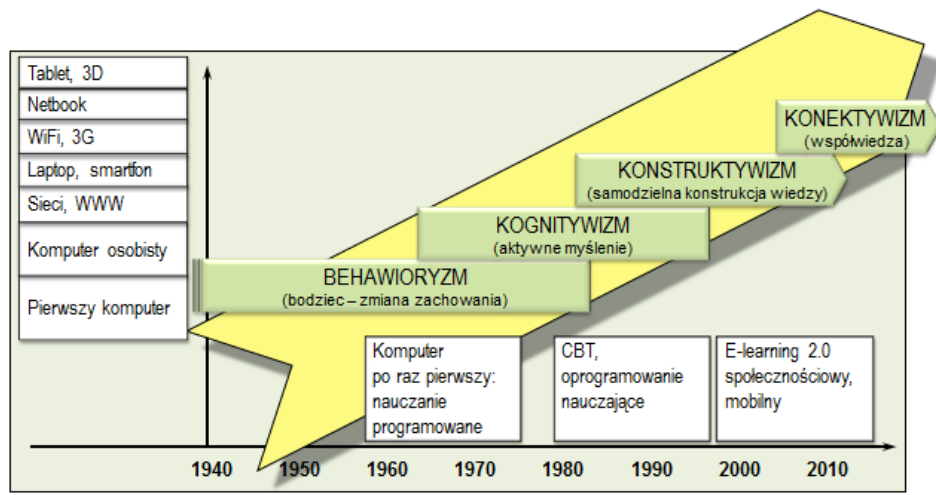 Tablet, 3D
Netbook
WiFi, 3G
Laptop, smartfon
Sieci, WWW
Komputer osobisty
Pierwszy komputer
KONEKTYWIZM
(współwiedza)
KONSTRUKTYWIZM
(samodzielna konstrukcja wiedzy)
KOGNITYWIZM
(aktywne myślenie)
BEHAWIORYZM
(bodziec – zmiana zachowania)
Komputer
po raz pierwszy:
nauczanie
programowane
CBT,
oprogramowanie
nauczające
E-learning 2.0
społecznościowy,
mobilny
1940 1950 1960 1970 1980 1990 2000 2010